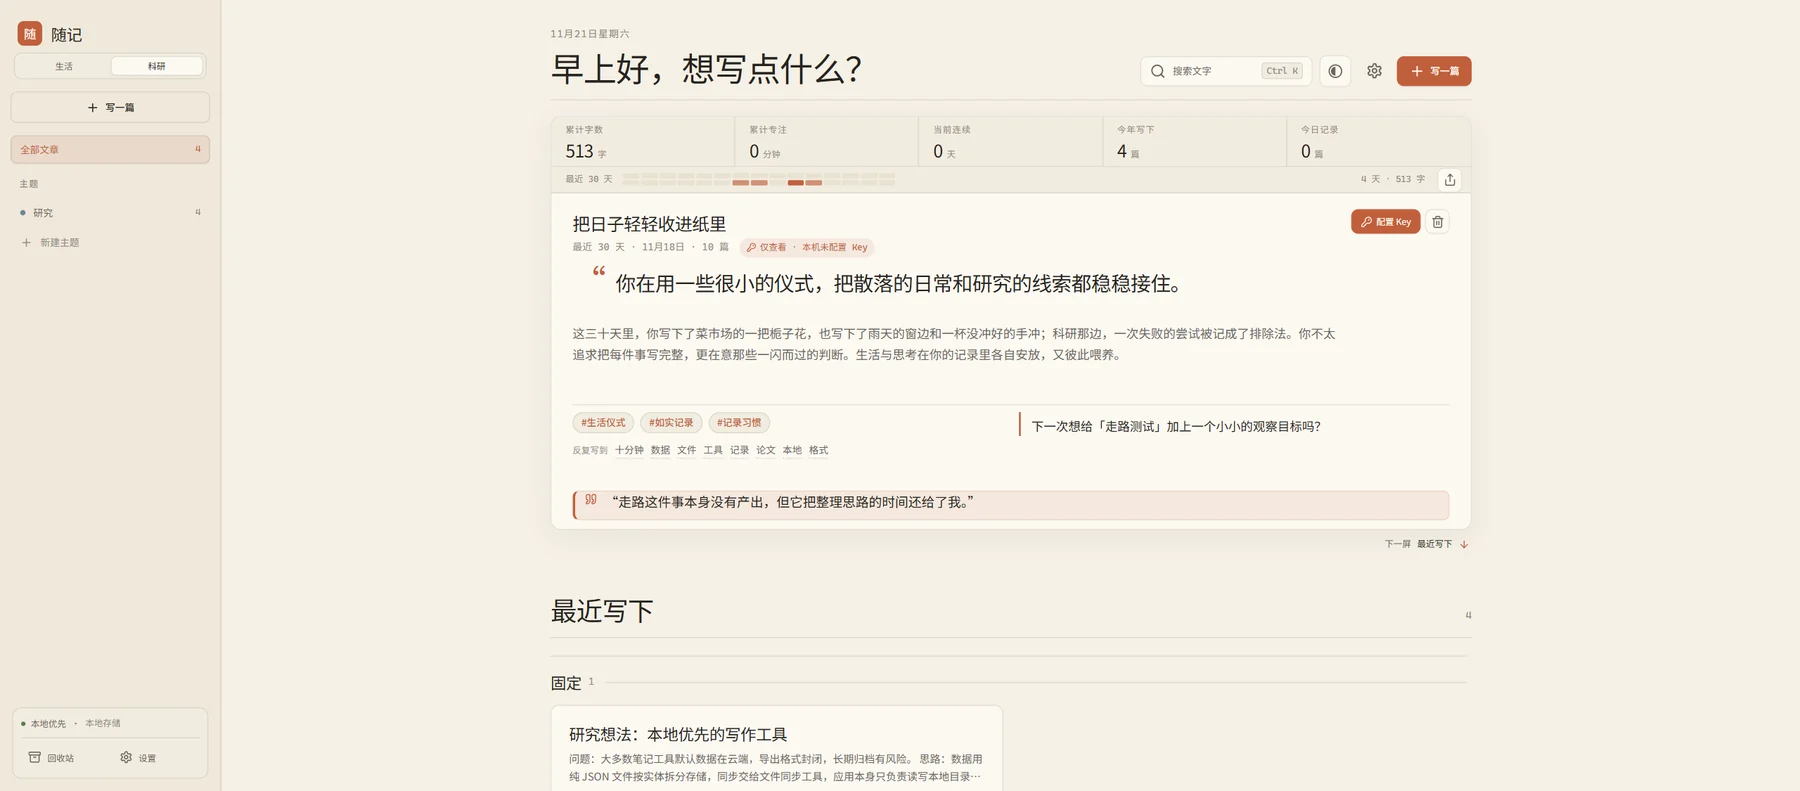 随 随记
生活 科研
写一篇
全部文章 4
主题
研究 4
新建主题
本地优先 · 本地存储
回收站 设置
11月21日星期六
早上好，想写点什么？
搜索文字 Ctrl K
写一篇
累计字数 累计专注 当前连续 今年写下 今日记录
513 字 0 分钟 0 天 4 篇 0 篇
最近 30 天 4 天 · 513 字
把日子轻轻收进纸里
配置 Key
最近 30 天 · 11月18日 · 10 篇 仅查看 · 本机未配置 Key
“ 你在用一些很小的仪式，把散落的日常和研究的线索都稳稳接住。
这三十天里，你写下了菜市场的一把栀子花，也写下了雨天的窗边和一杯没冲好的手冲；科研那边，一次失败的尝试被记成了排除法。你不太
追求把每件事写完整，更在意那些一闪而过的判断。生活与思考在你的记录里各自安放，又彼此喂养。
#生活仪式 #如实记录 #记录习惯
下一次想给「走路测试」加上一个小小的观察目标吗？
反复写到 十分钟 数据 文件 工具 记录 论文 本地 格式
“走路这件事本身没有产出，但它把整理思路的时间还给了我。”
下一屏 最近写下
最近写下 4
固定 1
研究想法：本地优先的写作工具
问题：大多数笔记工具默认数据在云端，导出格式封闭，长期归档有风险。 思路：数据用
纯 JSON 文件按实体拆分存储，同步交给文件同步工具，应用本身只负责读写本地目录…